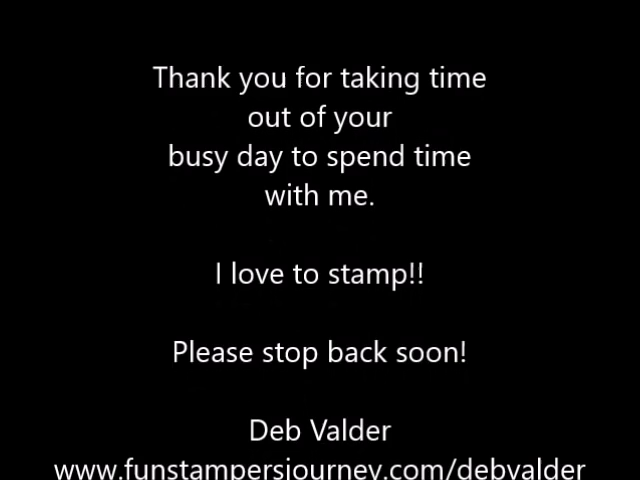 Thank you for taking time
out of your
busy day to spend time
with me.
I love to stamp!!
Please stop back soon!
Deb Valder
www.funstampersjourney.com/debvalder